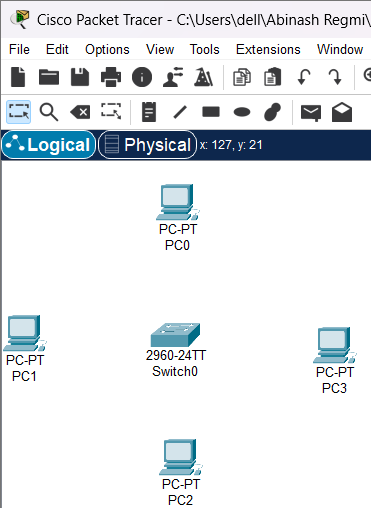 Cisco Packet Tracer - C:\Users\dell\Abinash Regmi\
File Edit Options View Tools Extensions Window
Logical Physical x: 127, y: 21
PC-PT
PC0
PC-PT
PC1
2960-24TT
Switch0
PC-PT
PC3
PC-PT
PC2